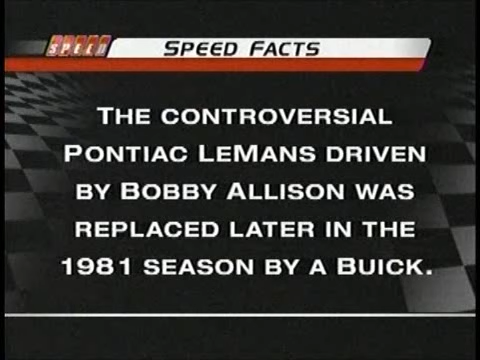 SPEED SPEED FACTS
THE CONTROVERSIAL
PONTIAC LEMANS DRIVEN
BY BOBBY ALLISON WAS
REPLACED LATER IN THE
1981 SEASON BY A BUICK.